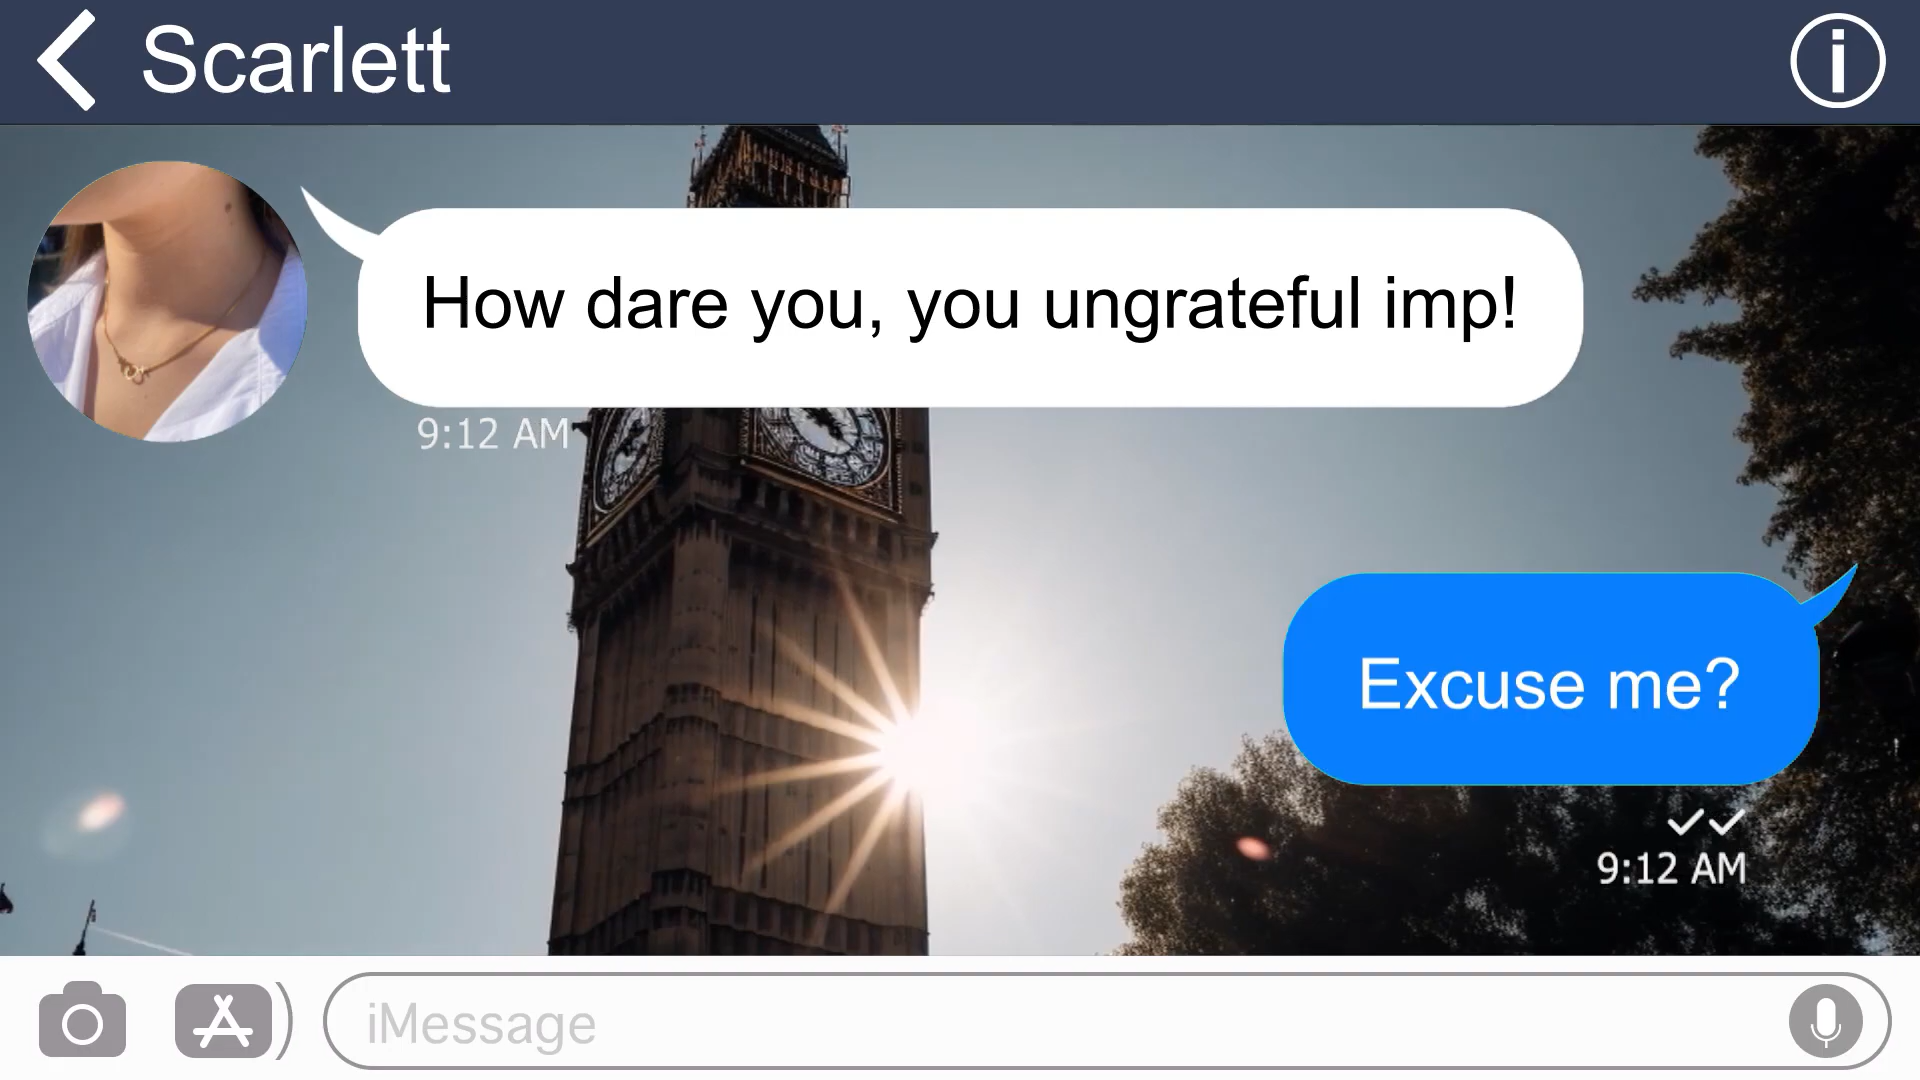 Scarlett
How dare you, you ungrateful imp!
9:12 AM
Excuse me?
9:12 AM
iMessage